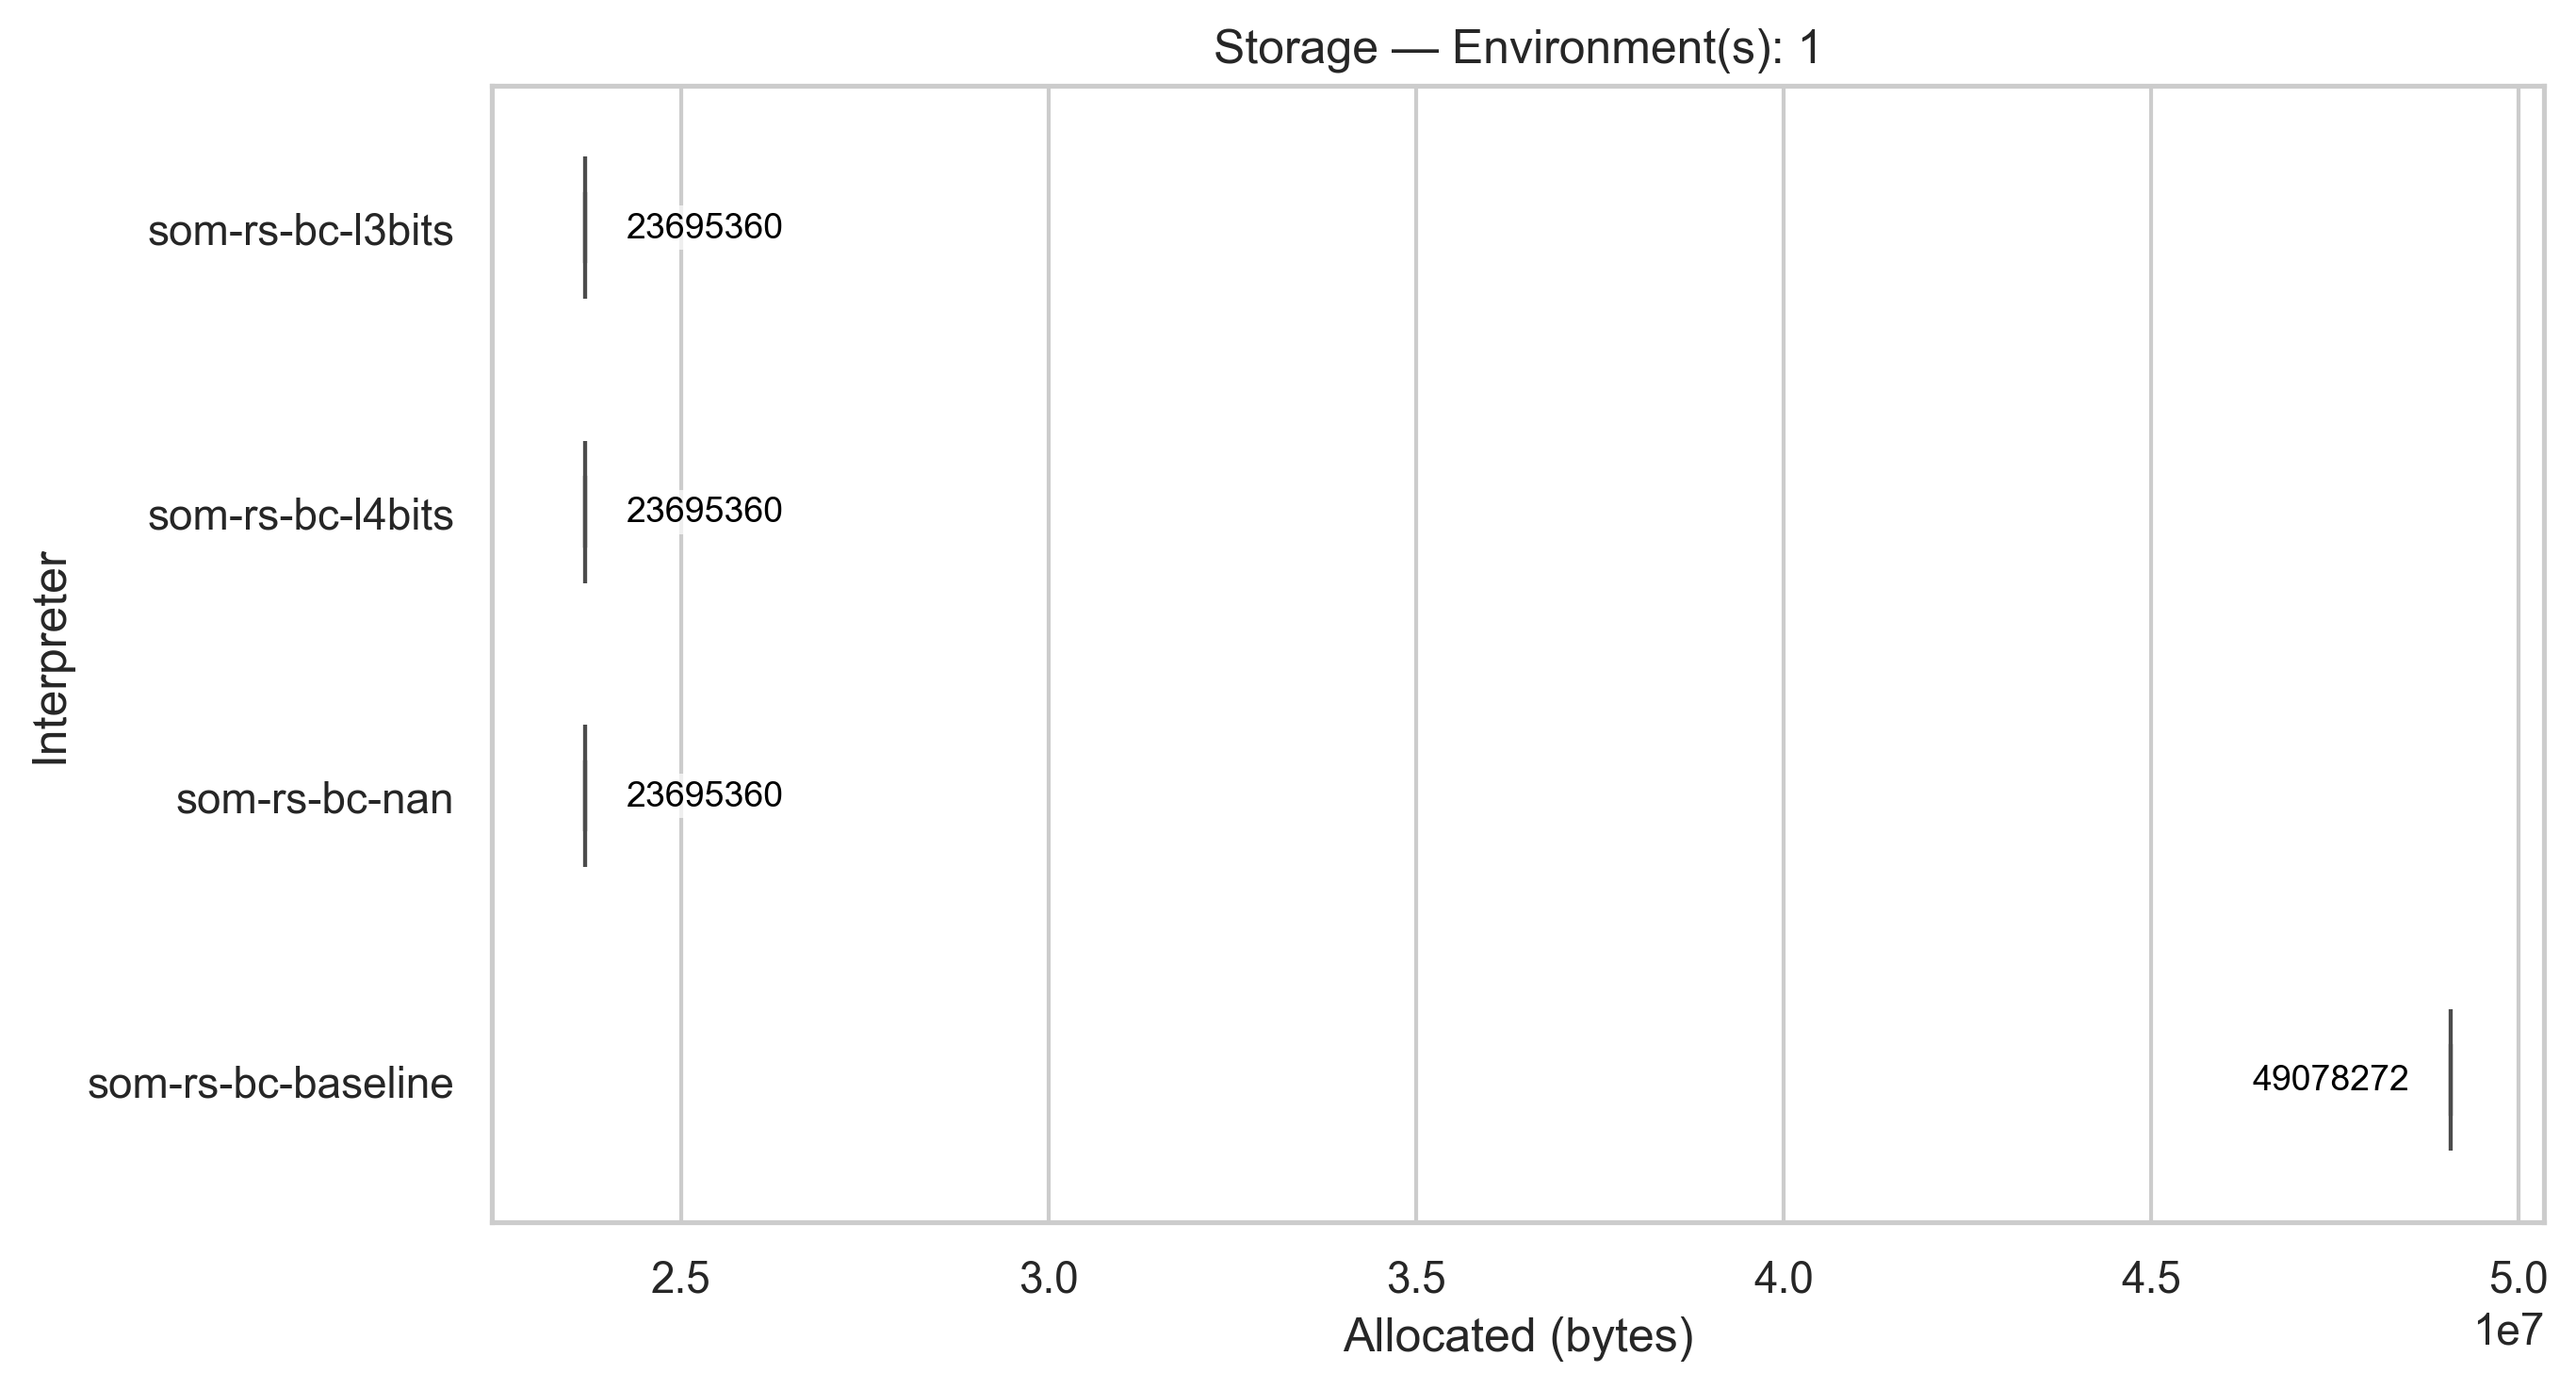 Storage — Environment(s): 1
Interpreter
som-rs-bc-l3bits
23695360
som-rs-bc-l4bits
23695360
som-rs-bc-nan
23695360
som-rs-bc-baseline
49078272
2.5 3.0 3.5 4.0 4.5 5.0
1e7
Allocated (bytes)